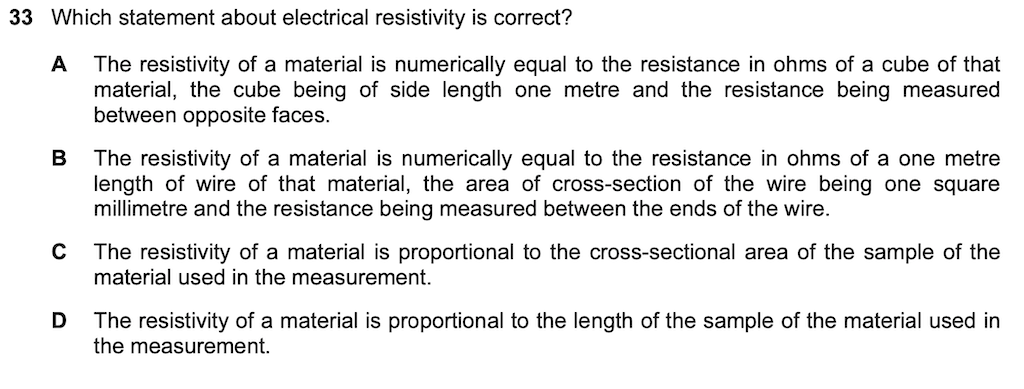 33 Which statement about electrical resistivity is correct?
A The resistivity of a material is numerically equal to the resistance in ohms of a cube of that
material, the cube being of side length one metre and the resistance being measured
between opposite faces.
B The resistivity of a material is numerically equal to the resistance in ohms of a one metre
length of wire of that material, the area of cross-section of the wire being one square
millimetre and the resistance being measured between the ends of the wire.
C The resistivity of a material is proportional to the cross-sectional area of the sample of the
material used in the measurement.
D The resistivity of a material is proportional to the length of the sample of the material used in
the measurement.